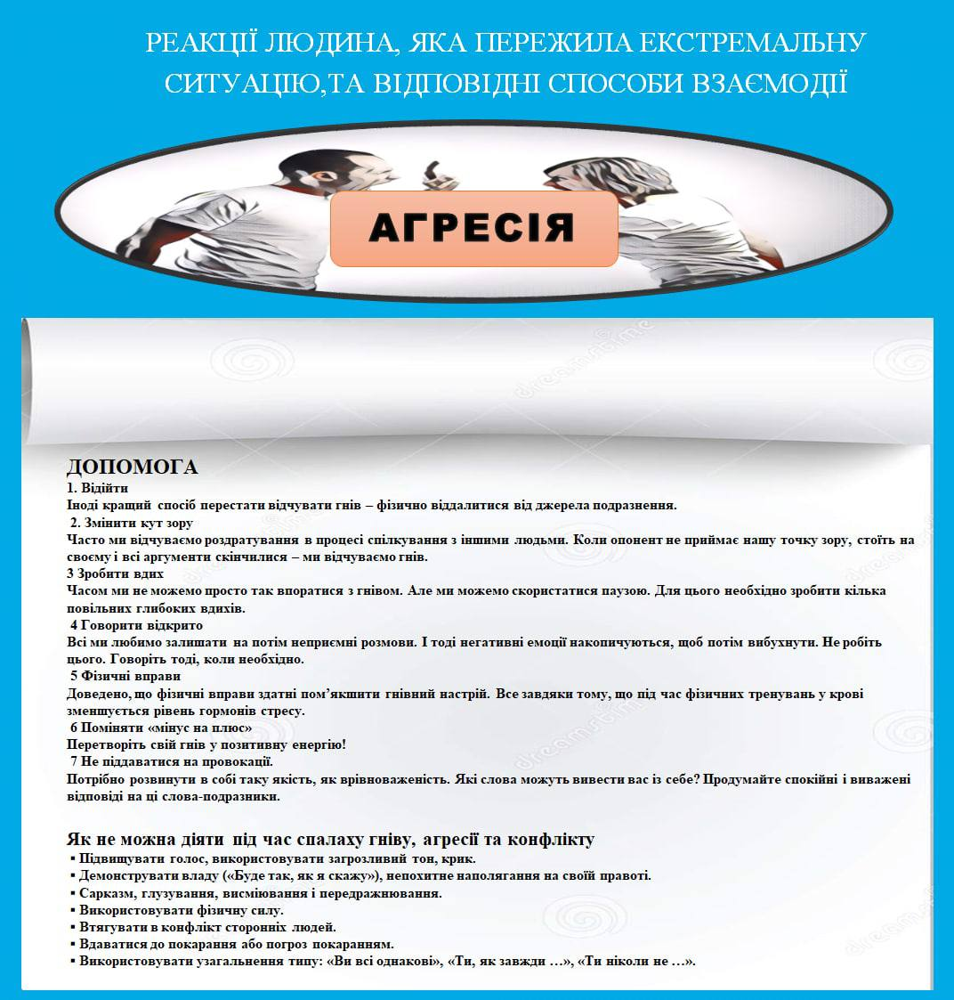 РЕАКЦІЇ ЛЮДИНА, ЯКА ПЕРЕЖИЛА ЕКСТРЕМАЛЬНУ
СИТУАЦІЮ,ТА ВІДПОВІДНІ СПОСОБИ ВЗАЄМОДІЇ
АГРЕСІЯ
dreamstime
ДОПОМОГА
1. Відійти
Іноді кращий спосіб перестати відчувати гнів – фізично віддалитися від джерела подразнення.
2. Змінити кут зору
Часто ми відчуваємо роздратування в процесі спілкування з іншими людьми. Коли опонент не приймає нашу точку зору, стоїть на
своєму і всі аргументи скінчилися – ми відчуваємо гнів.
3 Зробити вдих
Часом ми не можемо просто так впоратися з гнівом. Але ми можемо скористатися паузою. Для цього необхідно зробити кілька
повільних глибоких вдихів.
4 Говорити відкрито
Всі ми любимо залишати на потім неприємні розмови. І тоді негативні емоції накопичуються, щоб потім вибухнути. Не робіть
цього. Говоріть тоді, коли необхідно.
5 Фізичні вправи
Доведено, що фізичні вправи здатні пом’якшити гнівний настрій. Все завдяки тому, що під час фізичних тренувань у крові
зменшується рівень гормонів стресу.
6 Поміняти «мінус на плюс»
Перетворіть свій гнів у позитивну енергію!
7 Не піддаватися на провокації.
Потрібно розвинути в собі таку якість, як врівноваженість. Які слова можуть вивести вас із себе? Продумайте спокійні і виважені
відповіді на ці слова-подразники.
Як не можна діяти під час спалаху гніву, агресії та конфлікту
▪ Підвищувати голос, використовувати загрозливий тон, крик.
▪ Демонструвати владу («Буде так, як я скажу»), непохитне наполягання на своїй правоті.
▪ Сарказм, глузування, висміювання і передражнювання.
▪ Використовувати фізичну силу.
▪ Втягувати в конфлікт сторонніх людей.
▪ Вдаватися до покарання або погроз покаранням.
▪ Використовувати узагальнення типу: «Ви всі однакові», «Ти, як завжди …», «Ти ніколи не …».